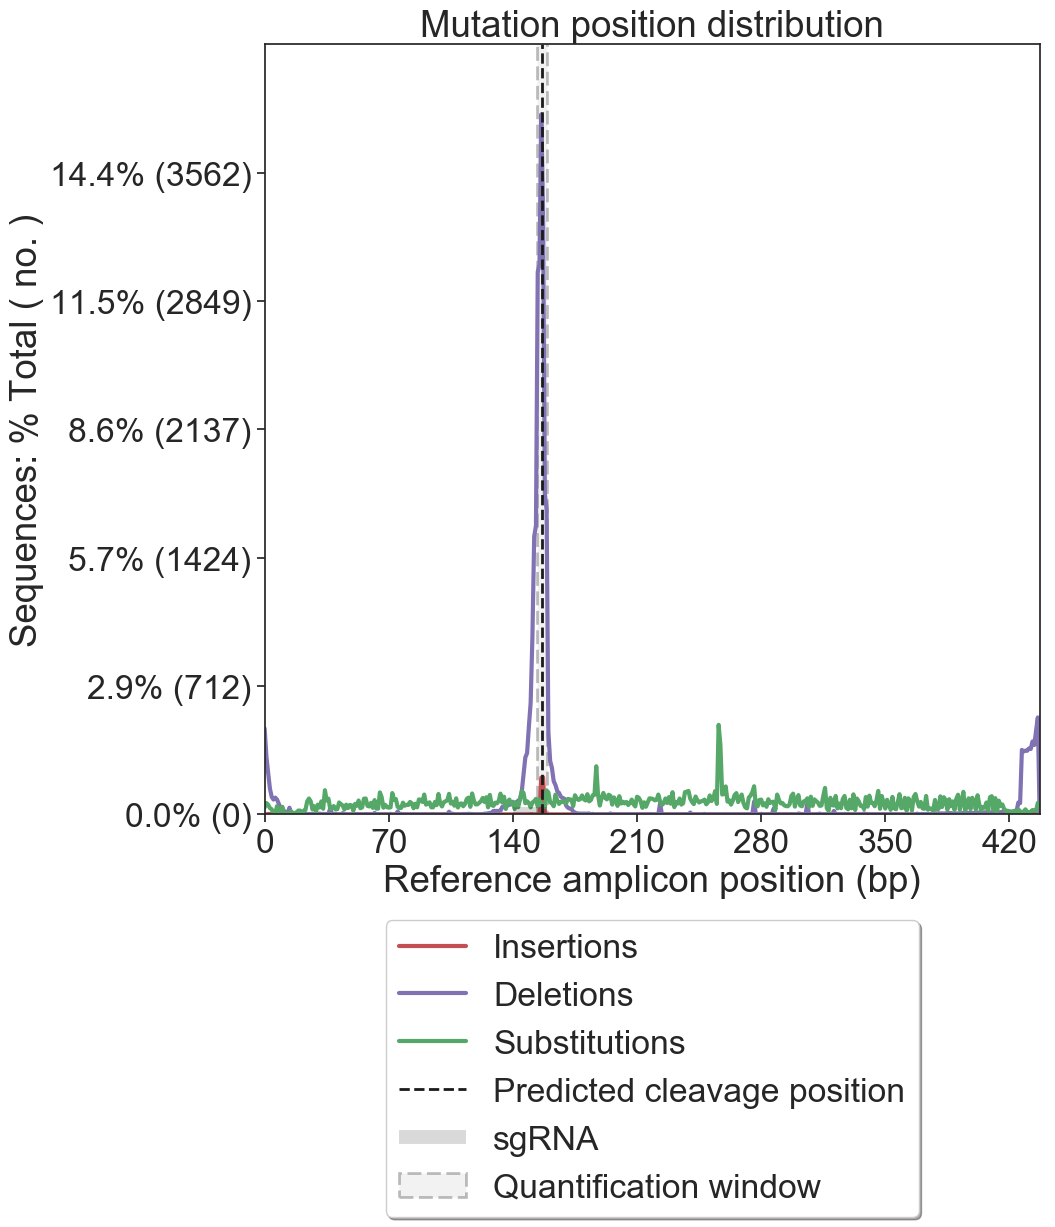 Mutation position distribution
Sequences: % Total ( no. )
14.4% (3562)
11.5% (2849)
8.6% (2137)
5.7% (1424)
2.9% (712)
0.0% (0)
0 70 140 210 280 350 420
Reference amplicon position (bp)
Insertions
Deletions
Substitutions
Predicted cleavage position
sgRNA
Quantification window